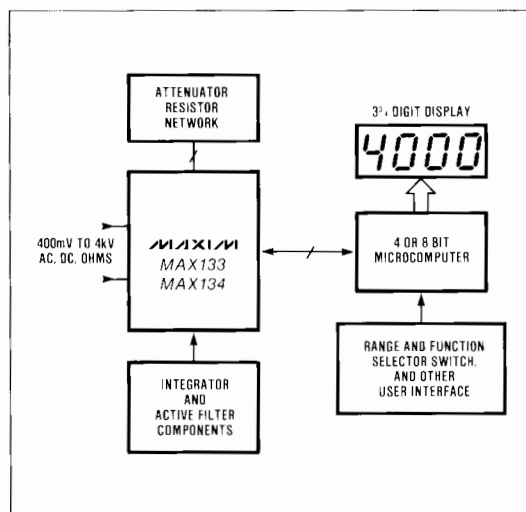 ATTENUATOR
RESISTOR
NETWORK
3¾ DIGIT DISPLAY
4000
400mV TO 4kV
AC, DC, OHMS
MAXIM
MAX133
MAX134
4 OR 8 BIT
MICROCOMPUTER
INTEGRATOR
AND
ACTIVE FILTER
COMPONENTS
RANGE AND FUNCTION
SELECTOR SWITCH,
AND OTHER
USER INTERFACE